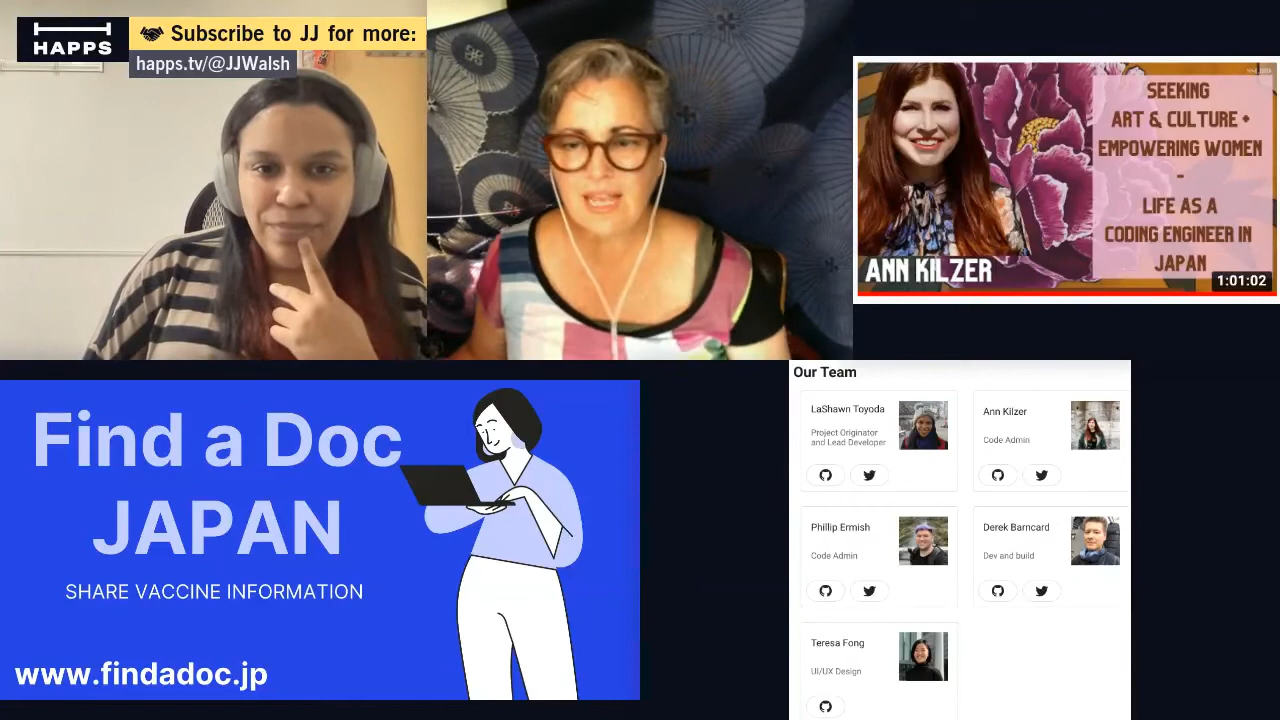 HAPPS
Subscribe to JJ for more:
happs.tv/@JJWalsh
SEEKING
ART & CULTURE +
EMPOWERING WOMEN
-
LIFE AS A
CODING ENGINEER IN
JAPAN
ANN KILZER
1:01:02
Find a Doc
JAPAN
SHARE VACCINE INFORMATION
www.findadoc.jp
Our Team
LaShawn Toyoda
Project Originator
and Lead Developer
Ann Kilzer
Code Admin
Phillip Ermish
Code Admin
Derek Barncard
Dev and build
Teresa Fong
UI/UX Design